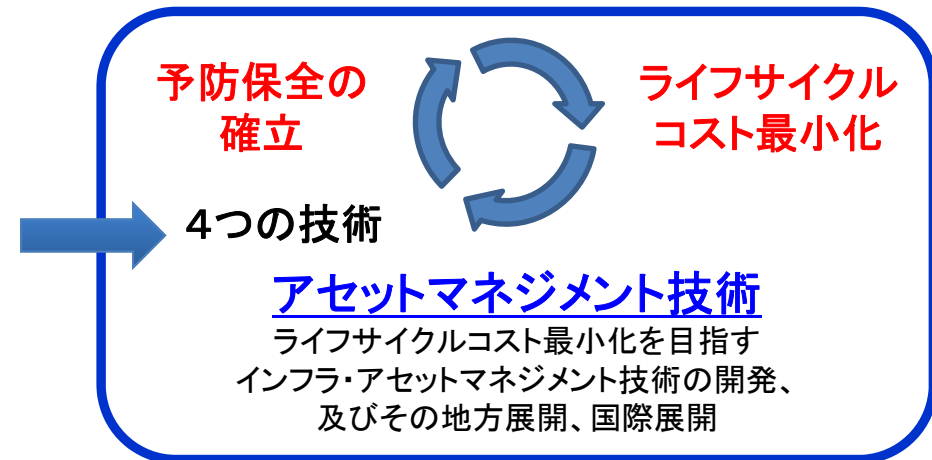 予防保全の
確立
ライフサイクル
コスト最小化
4つの技術
アセットマネジメント技術
ライフサイクルコスト最小化を目指す
インフラ・アセットマネジメント技術の開発、
及びその地方展開、国際展開